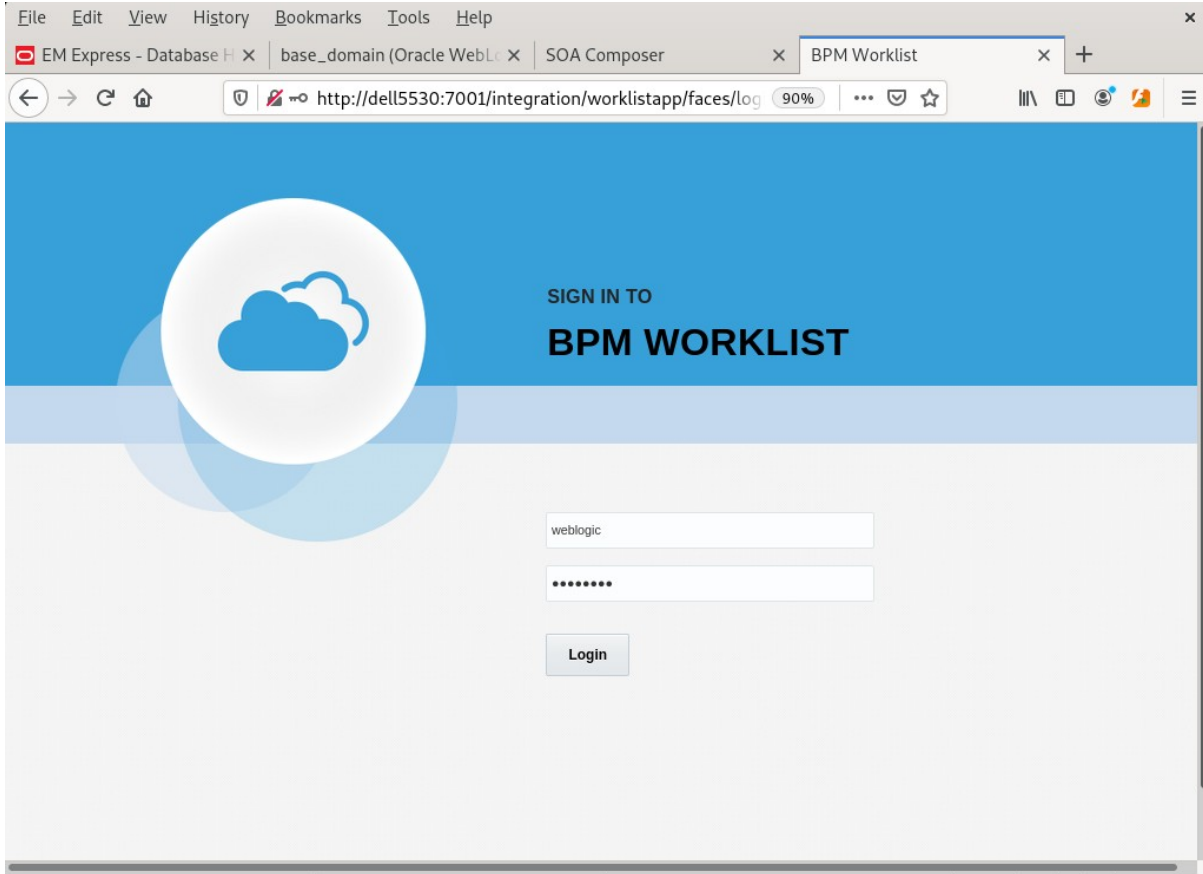 File Edit View History Bookmarks Tools Help
EM Express - Database H base_domain (Oracle WebLo SOA Composer BPM Worklist
http://dell5530:7001/integration/worklistapp/faces/log 90%
SIGN IN TO
BPM WORKLIST
weblogic
Login